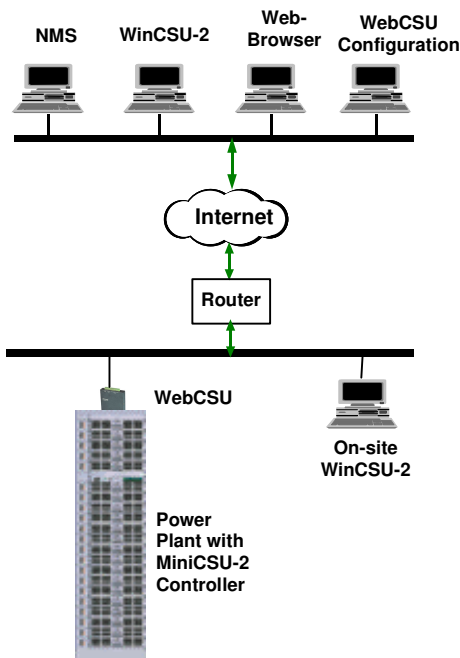 NMS
WinCSU-2
Web-
Browser
WebCSU
Configuration
Internet
Router
WebCSU
On-site
WinCSU-2
Power
Plant with
MiniCSU-2
Controller